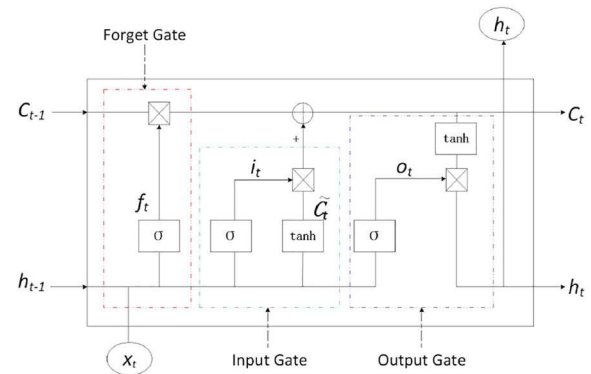 h_t
Forget Gate
C_{t-1}
C_t
tanh
+
i_t
o_t
f_t
C̃_t
σ
σ
tanh
σ
h_{t-1}
h_t
x_t
Input Gate
Output Gate